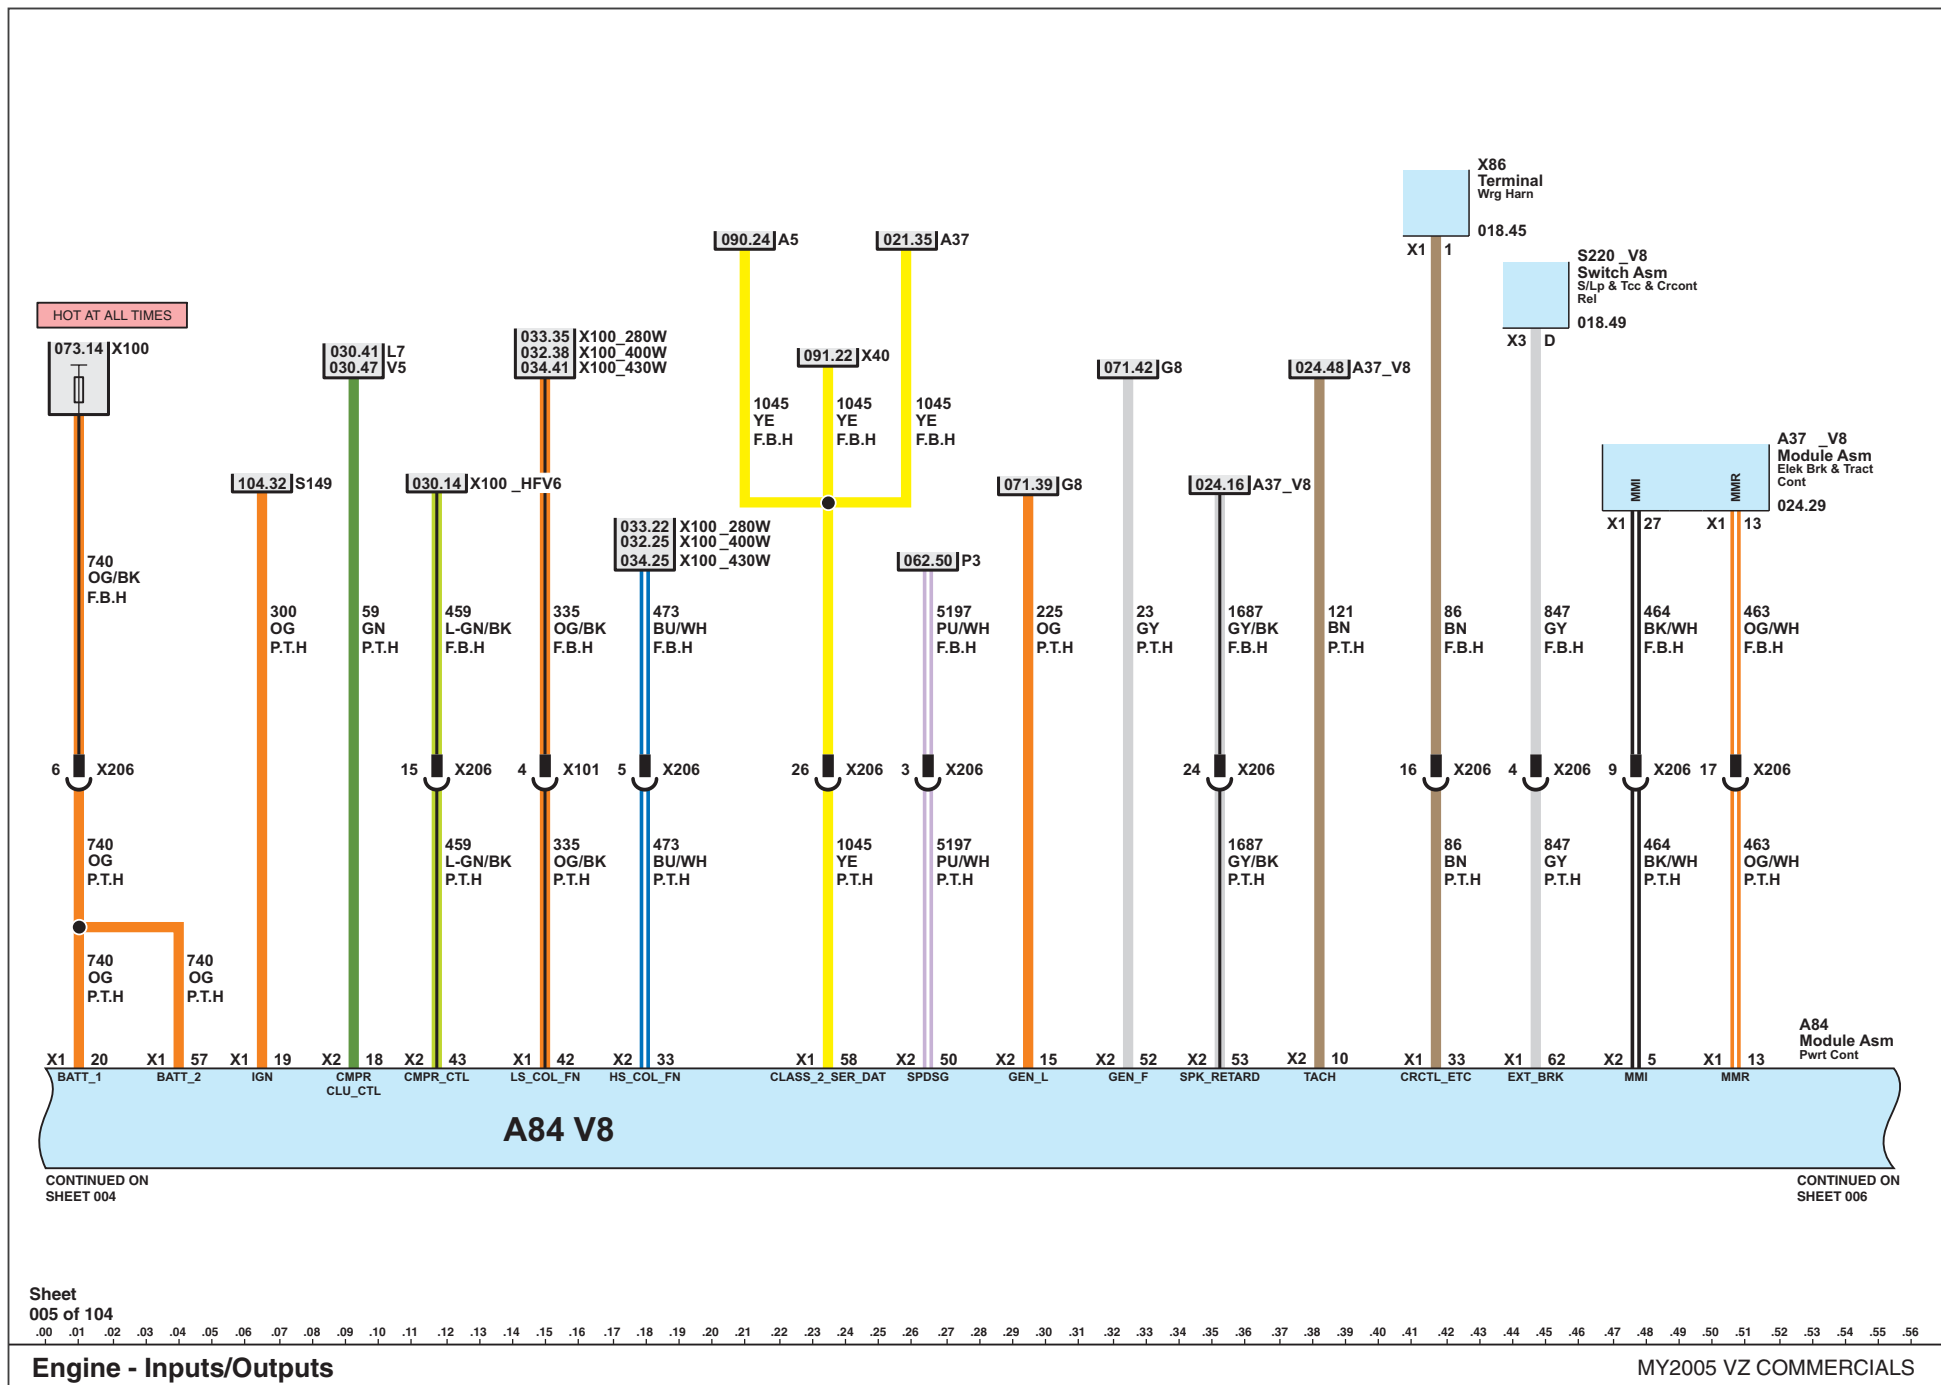 X86
Terminal
Wrg Harn
018.45
X1 1
090.24 A5
021.35 A37
S220 _V8
Switch Asm
S/Lp & Tcc & Crcont
Rel
018.49
X3 D
HOT AT ALL TIMES
073.14 X100
030.41 L7
030.47 V5
033.35 X100_280W
032.38 X100_400W
034.41 X100_430W
091.22 X40
071.42 G8
024.48 A37_V8
1045
YE
F.B.H
1045
YE
F.B.H
1045
YE
F.B.H
A37 _V8
Module Asm
Elek Brk & Tract
Cont
024.29
MMI
MMR
X1 27
X1 13
104.32 S149
030.14 X100 _HFV6
071.39 G8
024.16 A37_V8
033.22 X100 _280W
032.25 X100 _400W
034.25 X100 _430W
062.50 P3
740
OG/BK
F.B.H
300
OG
P.T.H
59
GN
P.T.H
459
L-GN/BK
F.B.H
335
OG/BK
F.B.H
473
BU/WH
F.B.H
5197
PU/WH
F.B.H
225
OG
P.T.H
23
GY
P.T.H
1687
GY/BK
F.B.H
121
BN
P.T.H
86
BN
F.B.H
847
GY
F.B.H
464
BK/WH
F.B.H
463
OG/WH
F.B.H
6 X206
15 X206
4 X101
5 X206
26 X206
3 X206
24 X206
16 X206
4 X206
9 X206
17 X206
740
OG
P.T.H
459
L-GN/BK
P.T.H
335
OG/BK
P.T.H
473
BU/WH
P.T.H
1045
YE
P.T.H
5197
PU/WH
P.T.H
1687
GY/BK
P.T.H
86
BN
P.T.H
847
GY
P.T.H
464
BK/WH
P.T.H
463
OG/WH
P.T.H
740
OG
P.T.H
740
OG
P.T.H
A84
Module Asm
Pwrt Cont
X1 20
X1 57
X1 19
X2 18
X2 43
X1 42
X2 33
X1 58
X2 50
X2 15
X2 52
X2 53
X2 10
X1 33
X1 62
X2 5
X1 13
BATT_1
BATT_2
IGN
CMPR
CLU_CTL
CMPR_CTL
LS_COL_FN
HS_COL_FN
CLASS_2_SER_DAT
SPDSG
GEN_L
GEN_F
SPK_RETARD
TACH
CRCTL_ETC
EXT_BRK
MMI
MMR
A84 V8
CONTINUED ON
SHEET 004
CONTINUED ON
SHEET 006
Sheet
005 of 104
.00 .01 .02 .03 .04 .05 .06 .07 .08 .09 .10 .11 .12 .13 .14 .15 .16 .17 .18 .19 .20 .21 .22 .23 .24 .25 .26 .27 .28 .29 .30 .31 .32 .33 .34 .35 .36 .37 .38 .39 .40 .41 .42 .43 .44 .45 .46 .47 .48 .49 .50 .51 .52 .53 .54 .55 .56
Engine - Inputs/Outputs
MY2005 VZ COMMERCIALS